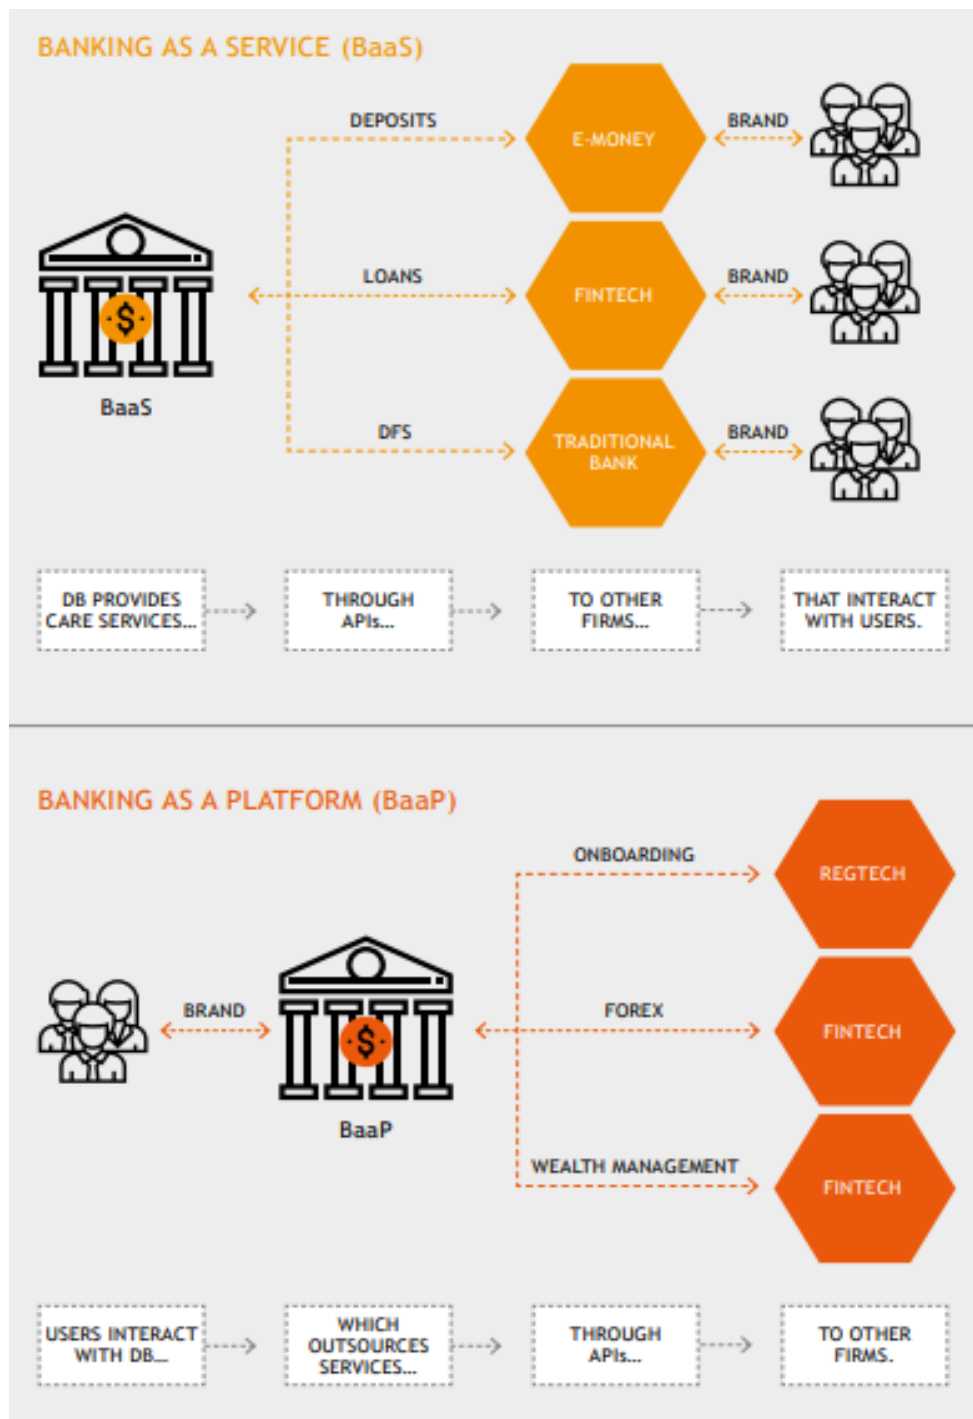 BANKING AS A SERVICE (BaaS)
DEPOSITS
E-MONEY
BRAND
LOANS
FINTECH
BRAND
$
BaaS
DFS
TRADITIONAL
BANK
BRAND
DB PROVIDES
CARE SERVICES...
THROUGH
APIs...
TO OTHER
FIRMS...
THAT INTERACT
WITH USERS.
BANKING AS A PLATFORM (BaaP)
ONBOARDING
REGTECH
BRAND
$
BaaP
FOREX
FINTECH
WEALTH MANAGEMENT
FINTECH
USERS INTERACT
WITH DB...
WHICH
OUTSOURCES
SERVICES...
THROUGH
APIs...
TO OTHER
FIRMS.